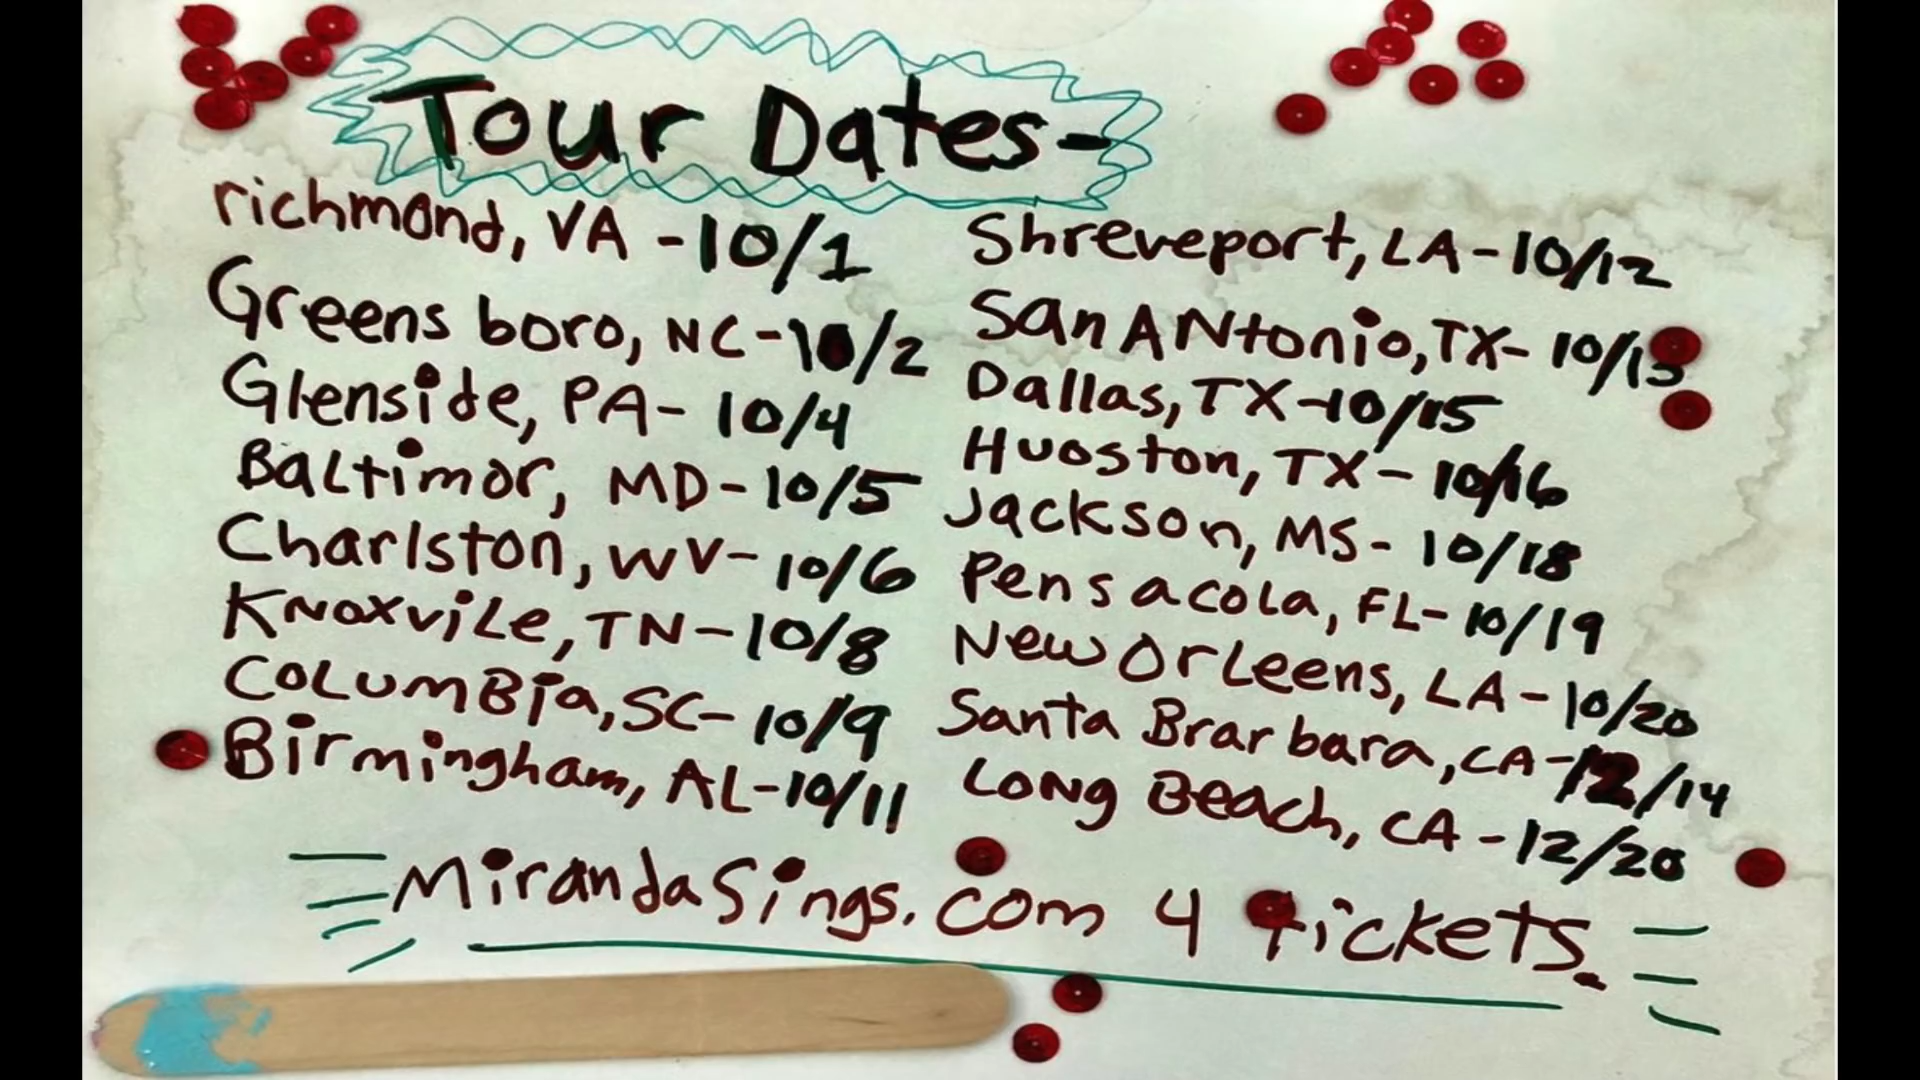 Tour Dates-
richmond, VA - 10/1
Greens boro, NC - 10/2
Glenside, PA - 10/4
Baltimor, MD - 10/5
Charlston, WV - 10/6
Knoxvile, TN - 10/8
Columbia, SC - 10/9
Birmingham, AL - 10/11
Shreveport, LA - 10/12
San ANtonio, TX - 10/13
Dallas, TX - 10/15
Huoston, TX - 10/16
Jackson, MS - 10/18
Pensacola, FL - 10/19
New Orleens, LA - 10/20
Santa Brarbara, CA - 12/14
Long Beach, CA - 12/20
MirandaSings.com 4 tickets.